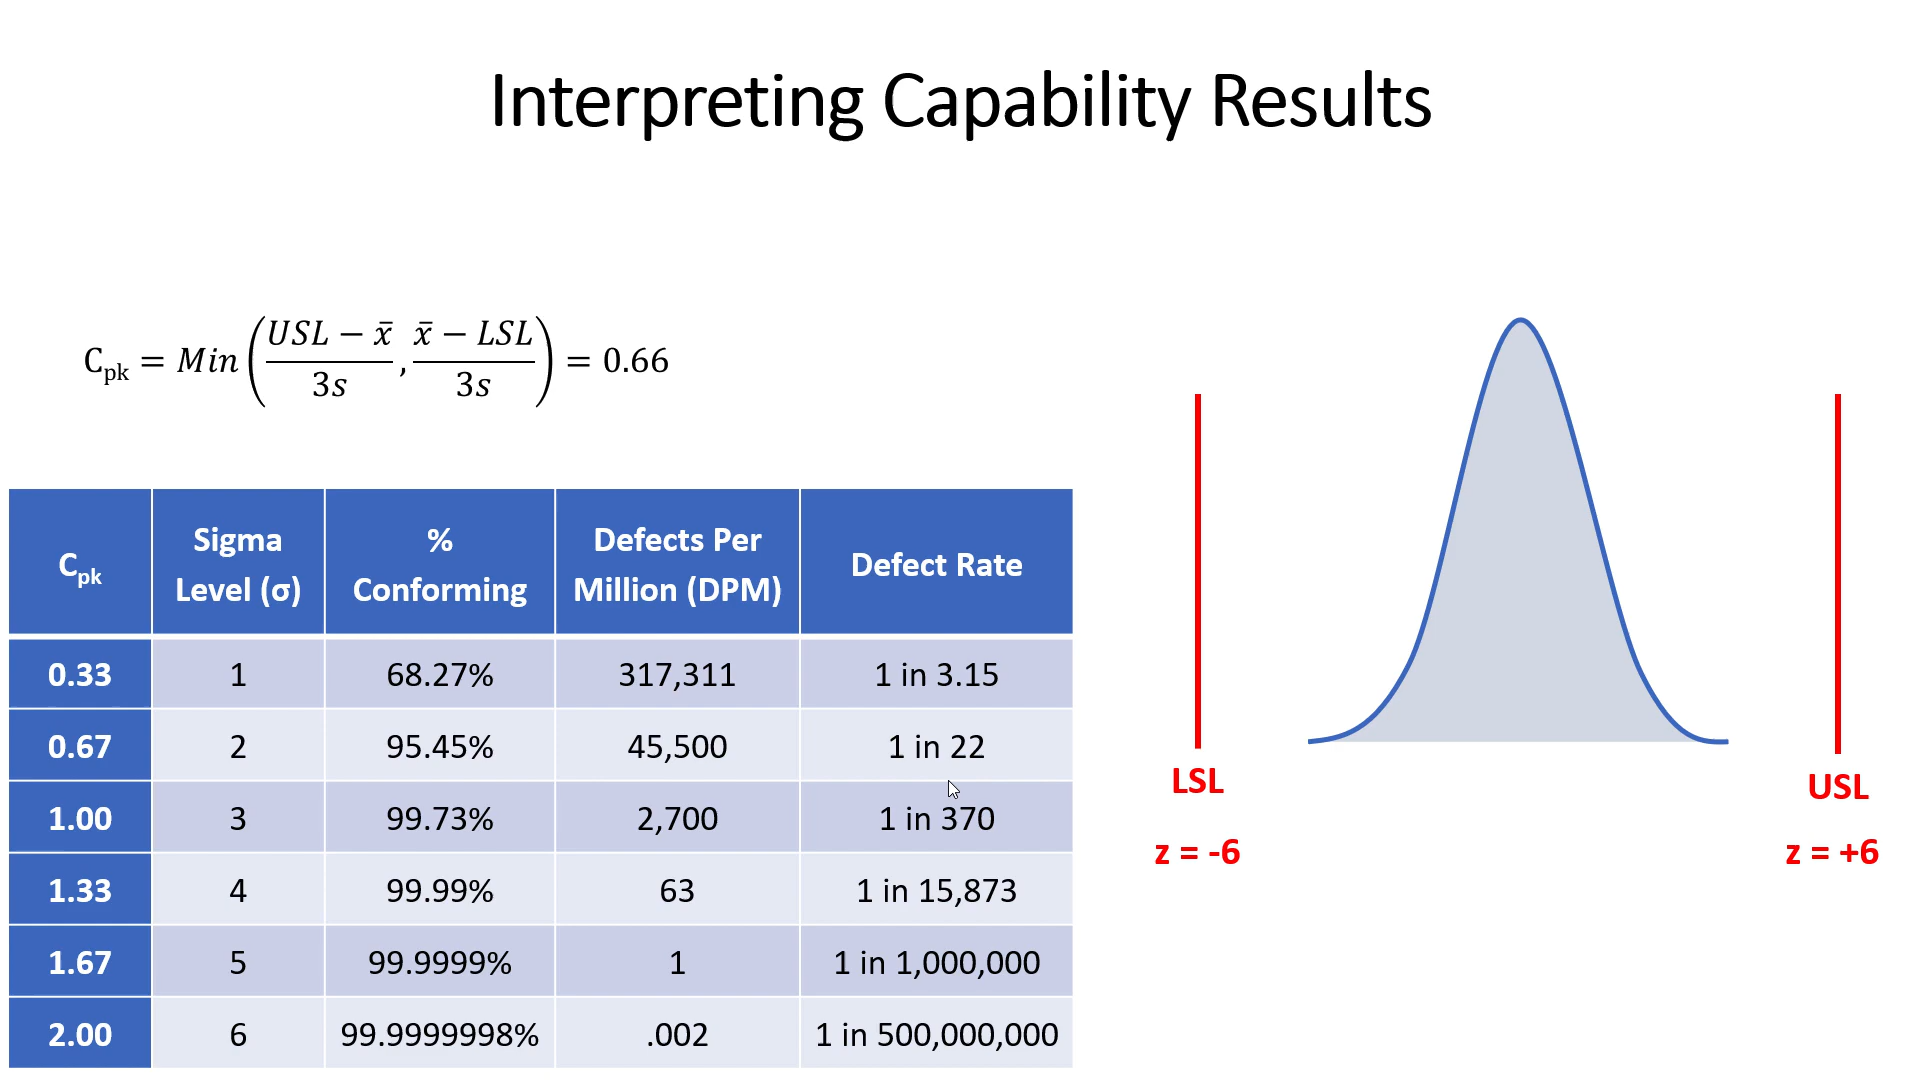 Interpreting Capability Results
Cpk = Min (USL − x̄ / 3s , x̄ − LSL / 3s) = 0.66
Cpk Sigma Level (σ) % Conforming Defects Per Million (DPM) Defect Rate
0.33 1 68.27% 317,311 1 in 3.15
0.67 2 95.45% 45,500 1 in 22
1.00 3 99.73% 2,700 1 in 370
1.33 4 99.99% 63 1 in 15,873
1.67 5 99.9999% 1 1 in 1,000,000
2.00 6 99.9999998% .002 1 in 500,000,000
LSL
USL
z = -6
z = +6